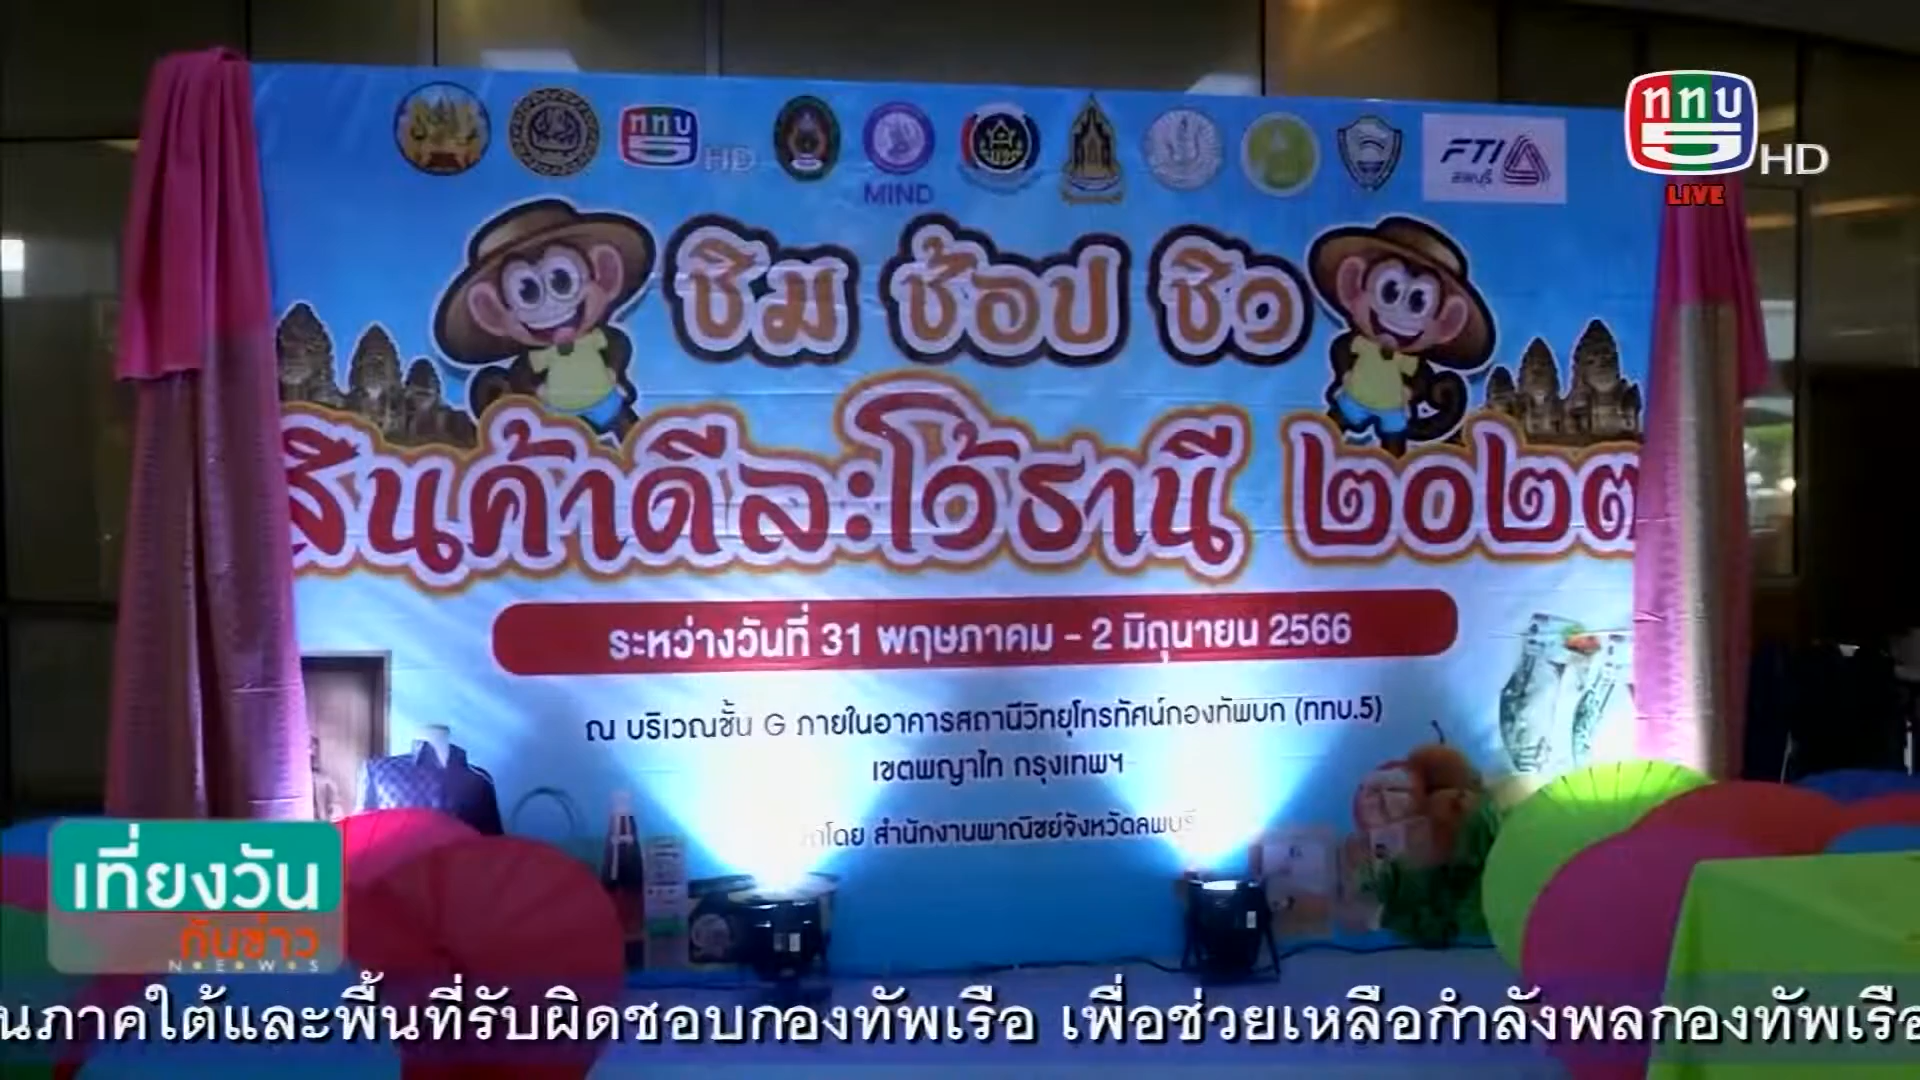 ททบ
5 HD
LIVE
ททบ
5 HD
MIND
FTI
ลพบุรี
ชิม ช้อป ชิว
สินค้าดีละโว้ธานี ๒๐๒๓
ระหว่างวันที่ 31 พฤษภาคม - 2 มิถุนายน 2566
ณ บริเวณชั้น G ภายในอาคารสถานีวิทยุโทรทัศน์กองทัพบก (ททบ.5)
เขตพญาไท กรุงเทพฯ
สำนักงานพาณิชย์จังหวัดลพบุรี
เที่ยงวัน
ทันข่าว
NEWS
นภาคใต้และพื้นที่รับผิดชอบกองทัพเรือ เพื่อช่วยเหลือกำลังพลกองทัพเรือ